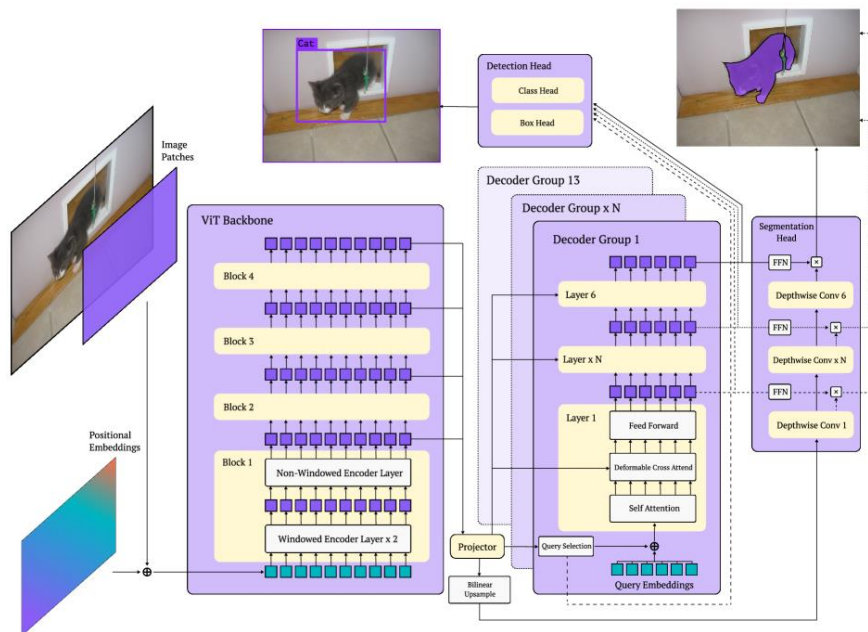 Cat
Detection Head
Class Head
Box Head
Image
Patches
Decoder Group 13
Decoder Group x N
Decoder Group 1
ViT Backbone
Segmentation
Head
Block 4
FFN
×
Layer 6
Depthwise Conv 6
Block 3
FFN
×
Layer x N
Depthwise Conv x N
Block 2
FFN
×
Positional
Embeddings
Layer 1
Feed Forward
Depthwise Conv 1
Block 1
Non-Windowed Encoder Layer
Deformable Cross Attend
Self Attention
Windowed Encoder Layer x 2
Projector
Query Selection
Bilinear
Upsample
Query Embeddings